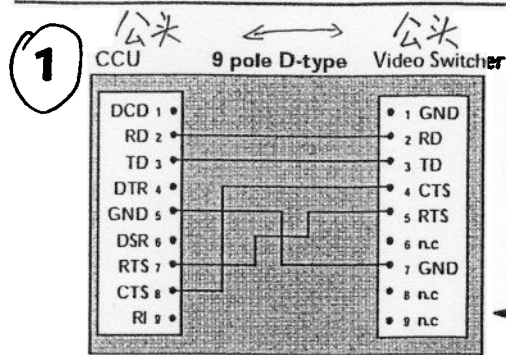 公头 ↔ 公头
1
CCU 9 pole D-type Video Switcher
DCD 1 1 GND
RD 2 2 RD
TD 3 3 TD
DTR 4 4 CTS
GND 5 5 RTS
DSR 6 6 n.c
RTS 7 7 GND
CTS 8 8 n.c
RI 9 9 n.c